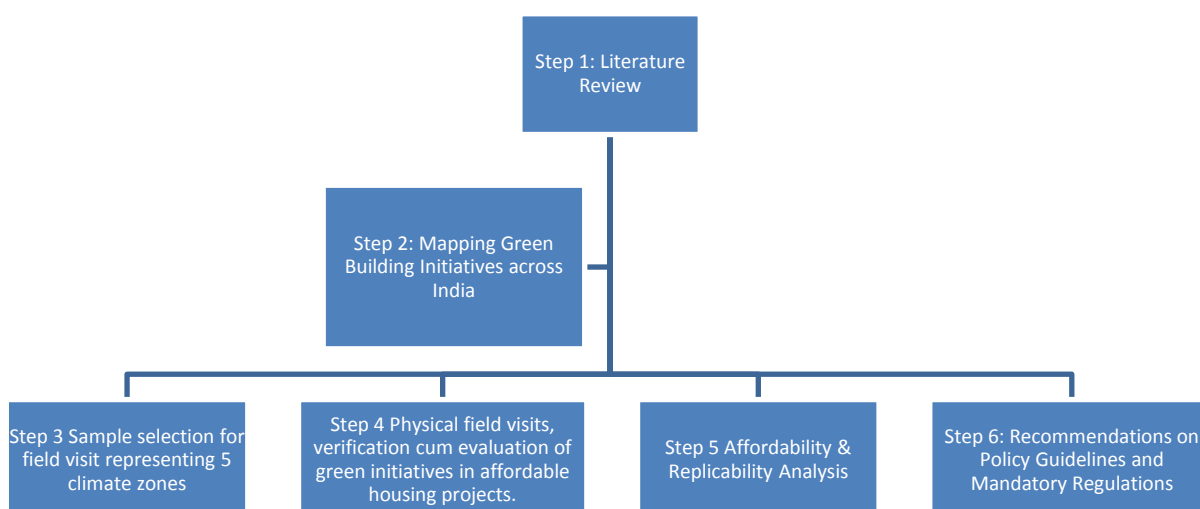 Step 1: Literature
Review
Step 2: Mapping Green
Building Initiatives across
India
Step 3 Sample selection for
field visit representing 5
climate zones
Step 4 Physical field visits,
verification cum evaluation of
green initiatives in affordable
housing projects.
Step 5 Affordability &
Replicability Analysis
Step 6: Recommendations on
Policy Guidelines and
Mandatory Regulations